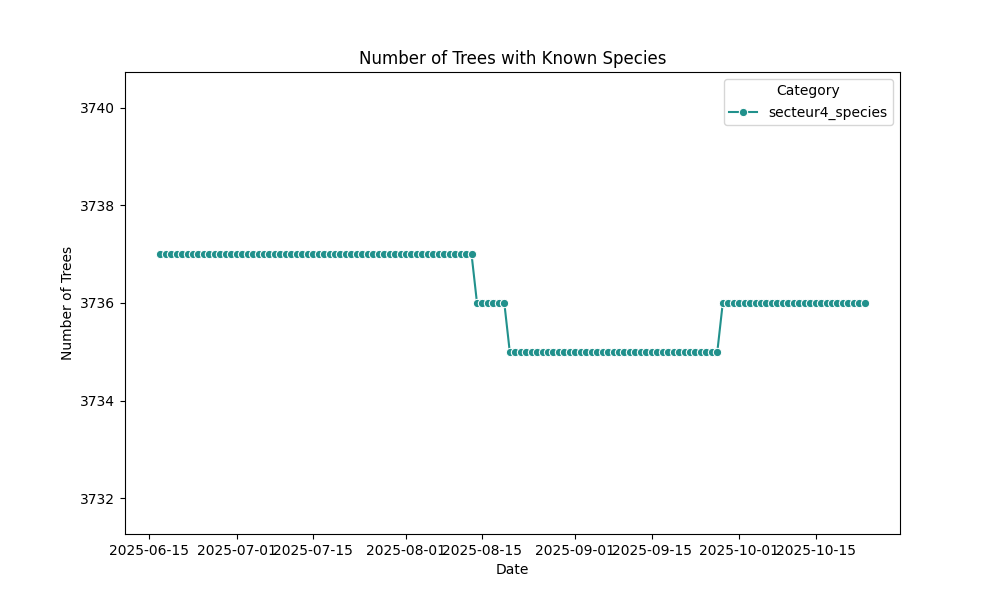 Number of Trees with Known Species
Category
secteur4_species
3740
3738
3736
3734
3732
Number of Trees
2025-06-15 2025-07-01 2025-07-15 2025-08-01 2025-08-15 2025-09-01 2025-09-15 2025-10-01 2025-10-15
Date